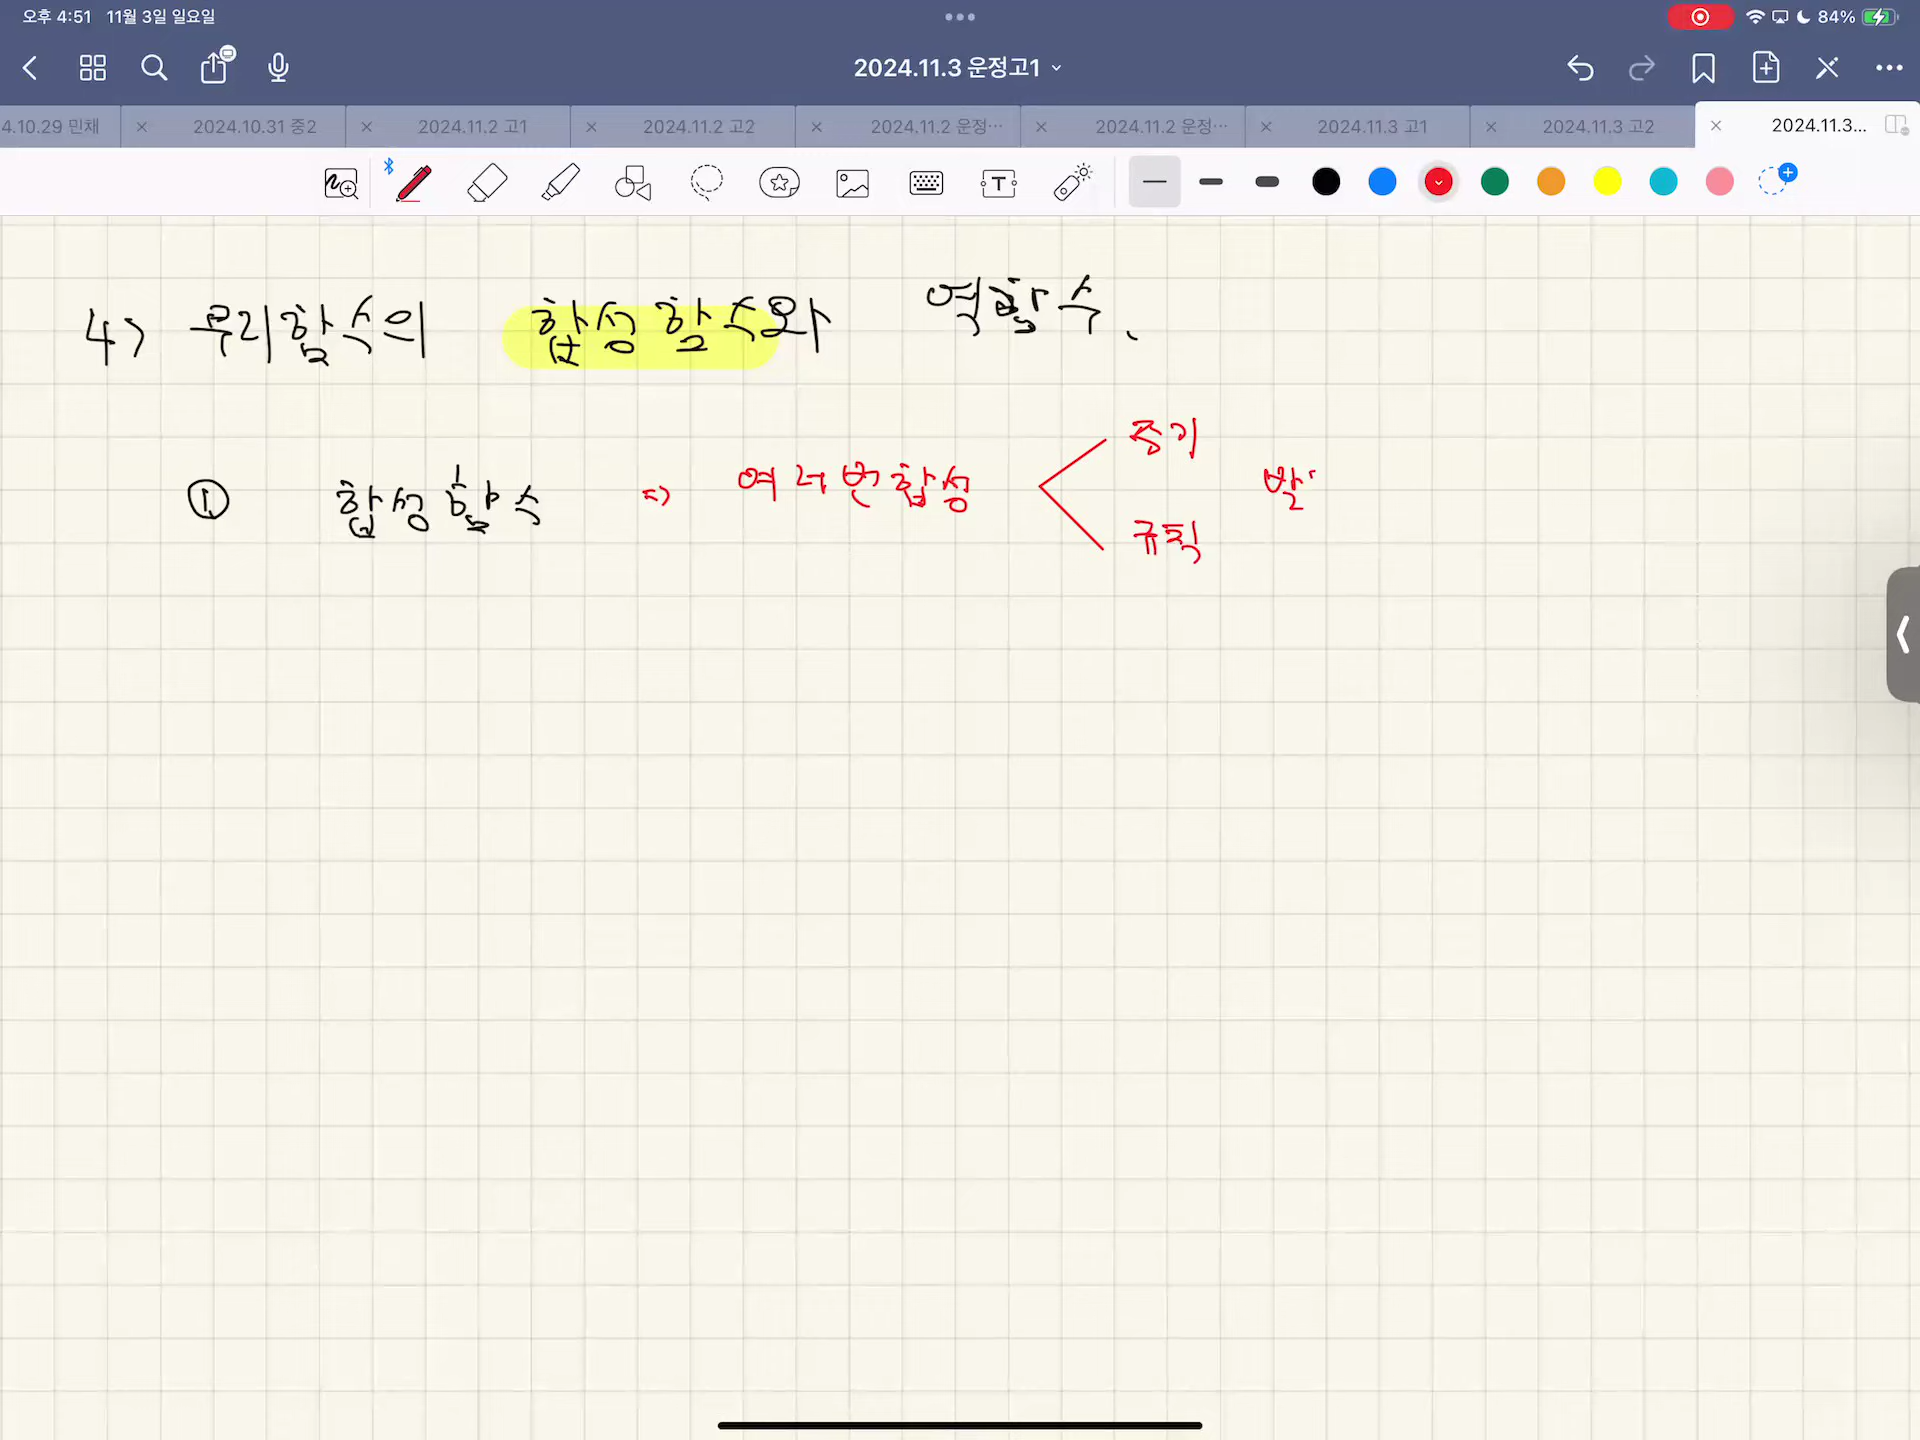 오후 4:51 11월 3일 일요일
84%
2024.11.3 운정고1
4.10.29 민채
2024.10.31 중2
2024.11.2 고1
2024.11.2 고2
2024.11.2 운정…
2024.11.2 운정…
2024.11.3 고1
2024.11.3 고2
2024.11.3...
T
4> 무리함수의 합성함수와 역함수.
① 합성함수 => 여러번합성 < 주기 규칙 발